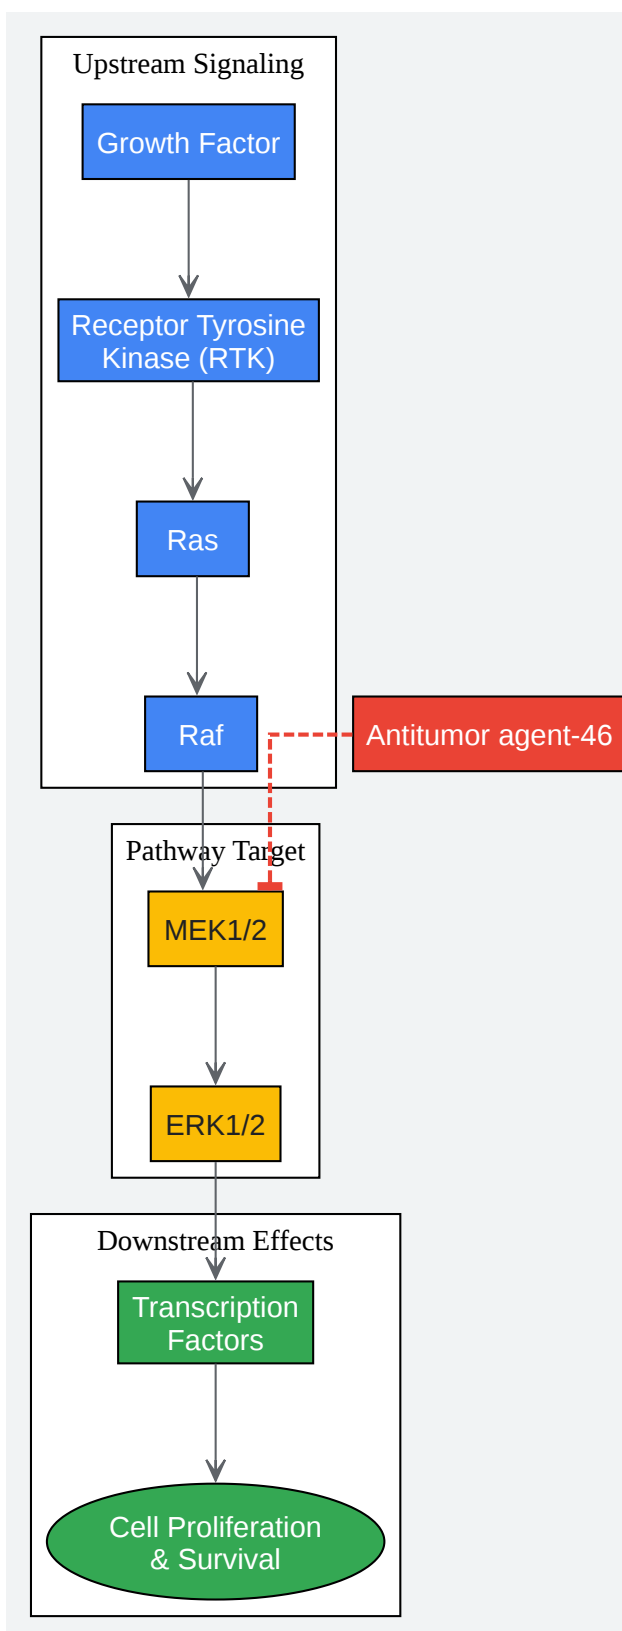 Upstream Signaling
Growth Factor
Receptor Tyrosine
Kinase (RTK)
Ras
Raf
Antitumor agent-46
Pathway Target
MEK1/2
ERK1/2
Downstream Effects
Transcription
Factors
Cell Proliferation
& Survival